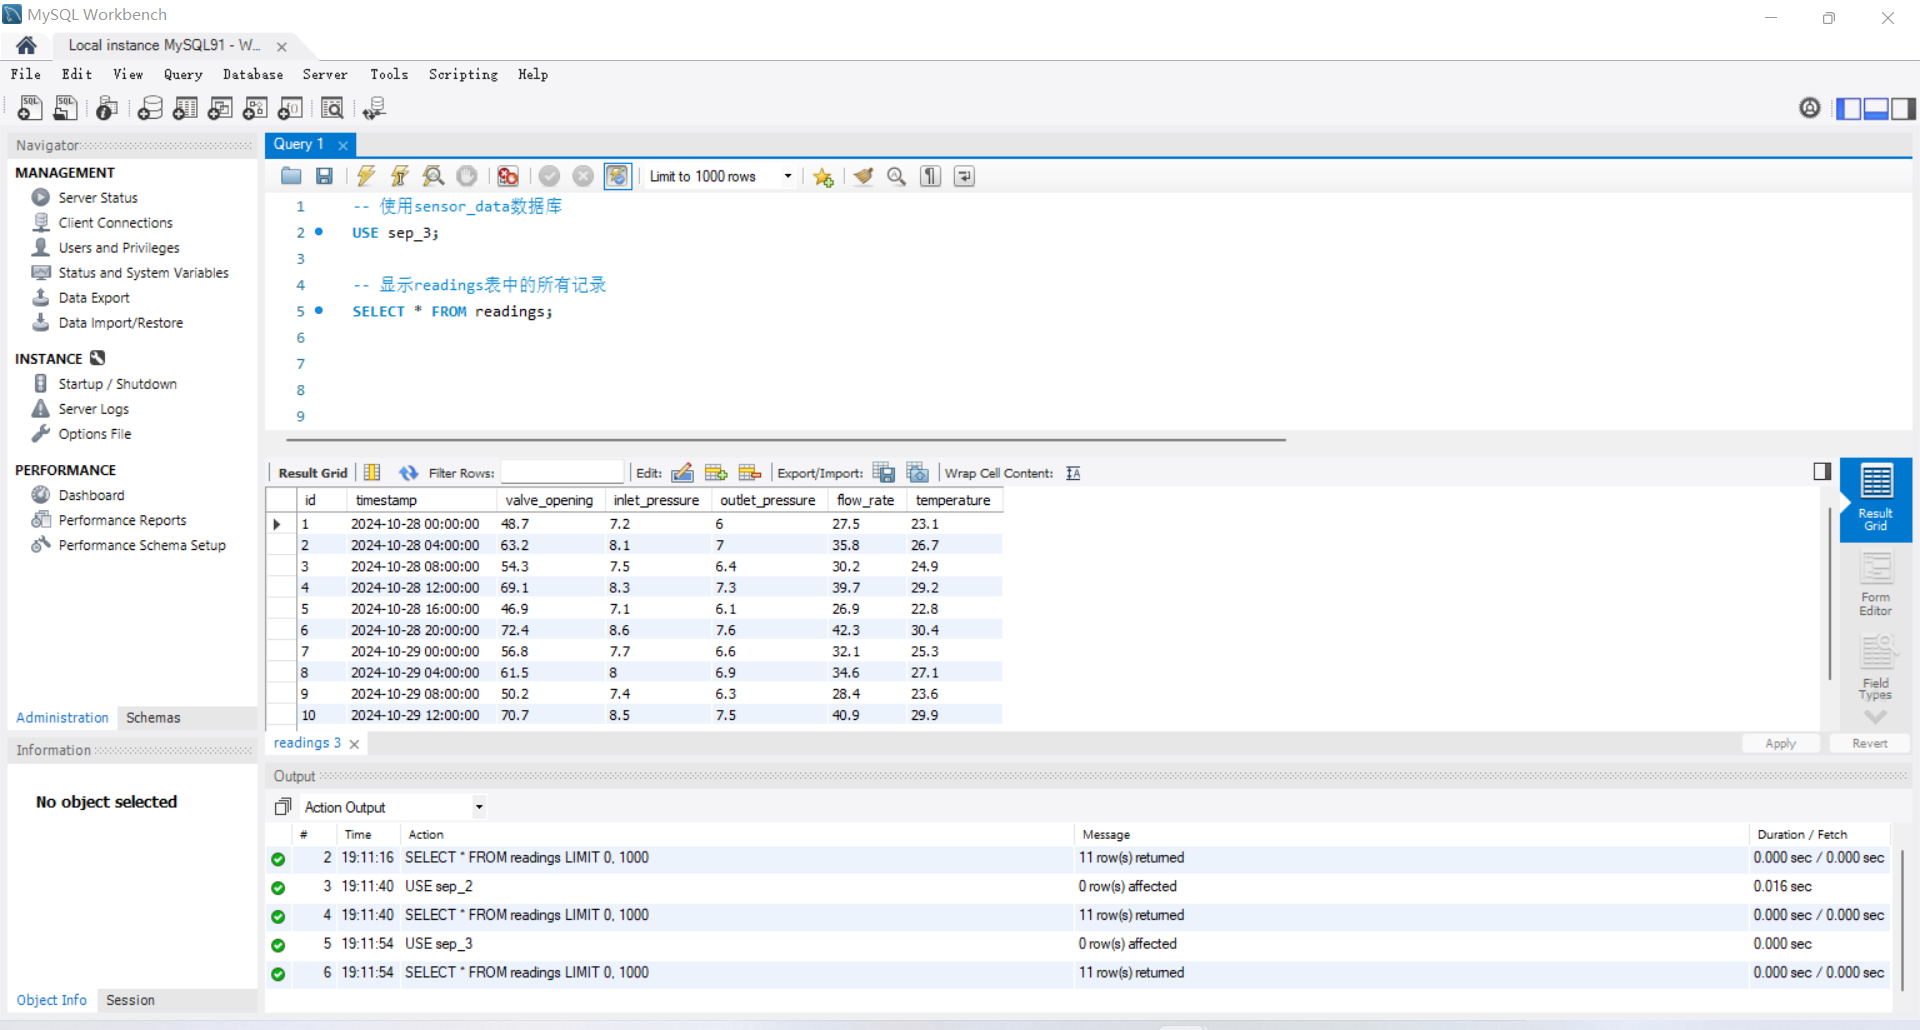 MySQL Workbench
Local instance MySQL91 - W...
File Edit View Query Database Server Tools Scripting Help
Navigator
MANAGEMENT
Server Status
Client Connections
Users and Privileges
Status and System Variables
Data Export
Data Import/Restore
INSTANCE
Startup / Shutdown
Server Logs
Options File
PERFORMANCE
Dashboard
Performance Reports
Performance Schema Setup
Administration Schemas
Information
No object selected
Object Info Session
Query 1
Limit to 1000 rows
1 -- 使用sensor_data数据库
2 USE sep_3;
3
4 -- 显示readings表中的所有记录
5 SELECT * FROM readings;
6
7
8
9
Result Grid Filter Rows: Edit: Export/Import: Wrap Cell Content:
id timestamp valve_opening inlet_pressure outlet_pressure flow_rate temperature
1 2024-10-28 00:00:00 48.7 7.2 6 27.5 23.1
2 2024-10-28 04:00:00 63.2 8.1 7 35.8 26.7
3 2024-10-28 08:00:00 54.3 7.5 6.4 30.2 24.9
4 2024-10-28 12:00:00 69.1 8.3 7.3 39.7 29.2
5 2024-10-28 16:00:00 46.9 7.1 6.1 26.9 22.8
6 2024-10-28 20:00:00 72.4 8.6 7.6 42.3 30.4
7 2024-10-29 00:00:00 56.8 7.7 6.6 32.1 25.3
8 2024-10-29 04:00:00 61.5 8 6.9 34.6 27.1
9 2024-10-29 08:00:00 50.2 7.4 6.3 28.4 23.6
10 2024-10-29 12:00:00 70.7 8.5 7.5 40.9 29.9
Result
Grid
Form
Editor
Field
Types
readings 3
Apply Revert
Output
Action Output
# Time Action Message Duration / Fetch
2 19:11:16 SELECT * FROM readings LIMIT 0, 1000 11 row(s) returned 0.000 sec / 0.000 sec
3 19:11:40 USE sep_2 0 row(s) affected 0.016 sec
4 19:11:40 SELECT * FROM readings LIMIT 0, 1000 11 row(s) returned 0.000 sec / 0.000 sec
5 19:11:54 USE sep_3 0 row(s) affected 0.000 sec
6 19:11:54 SELECT * FROM readings LIMIT 0, 1000 11 row(s) returned 0.000 sec / 0.000 sec